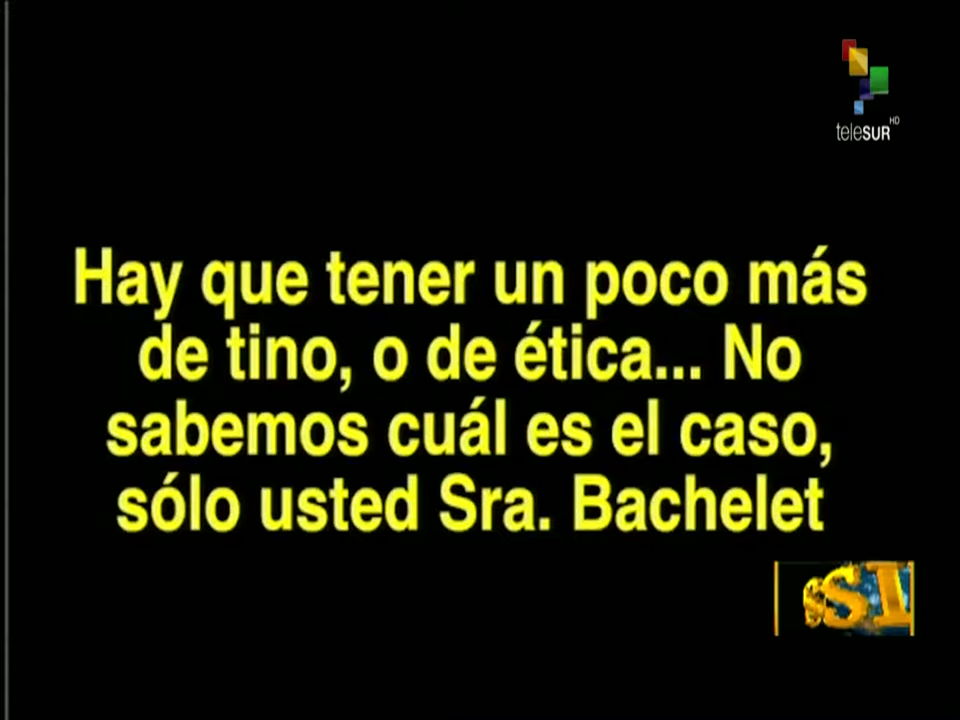 teleSUR HD
Hay que tener un poco más
de tino, o de ética... No
sabemos cuál es el caso,
sólo usted Sra. Bachelet
SI